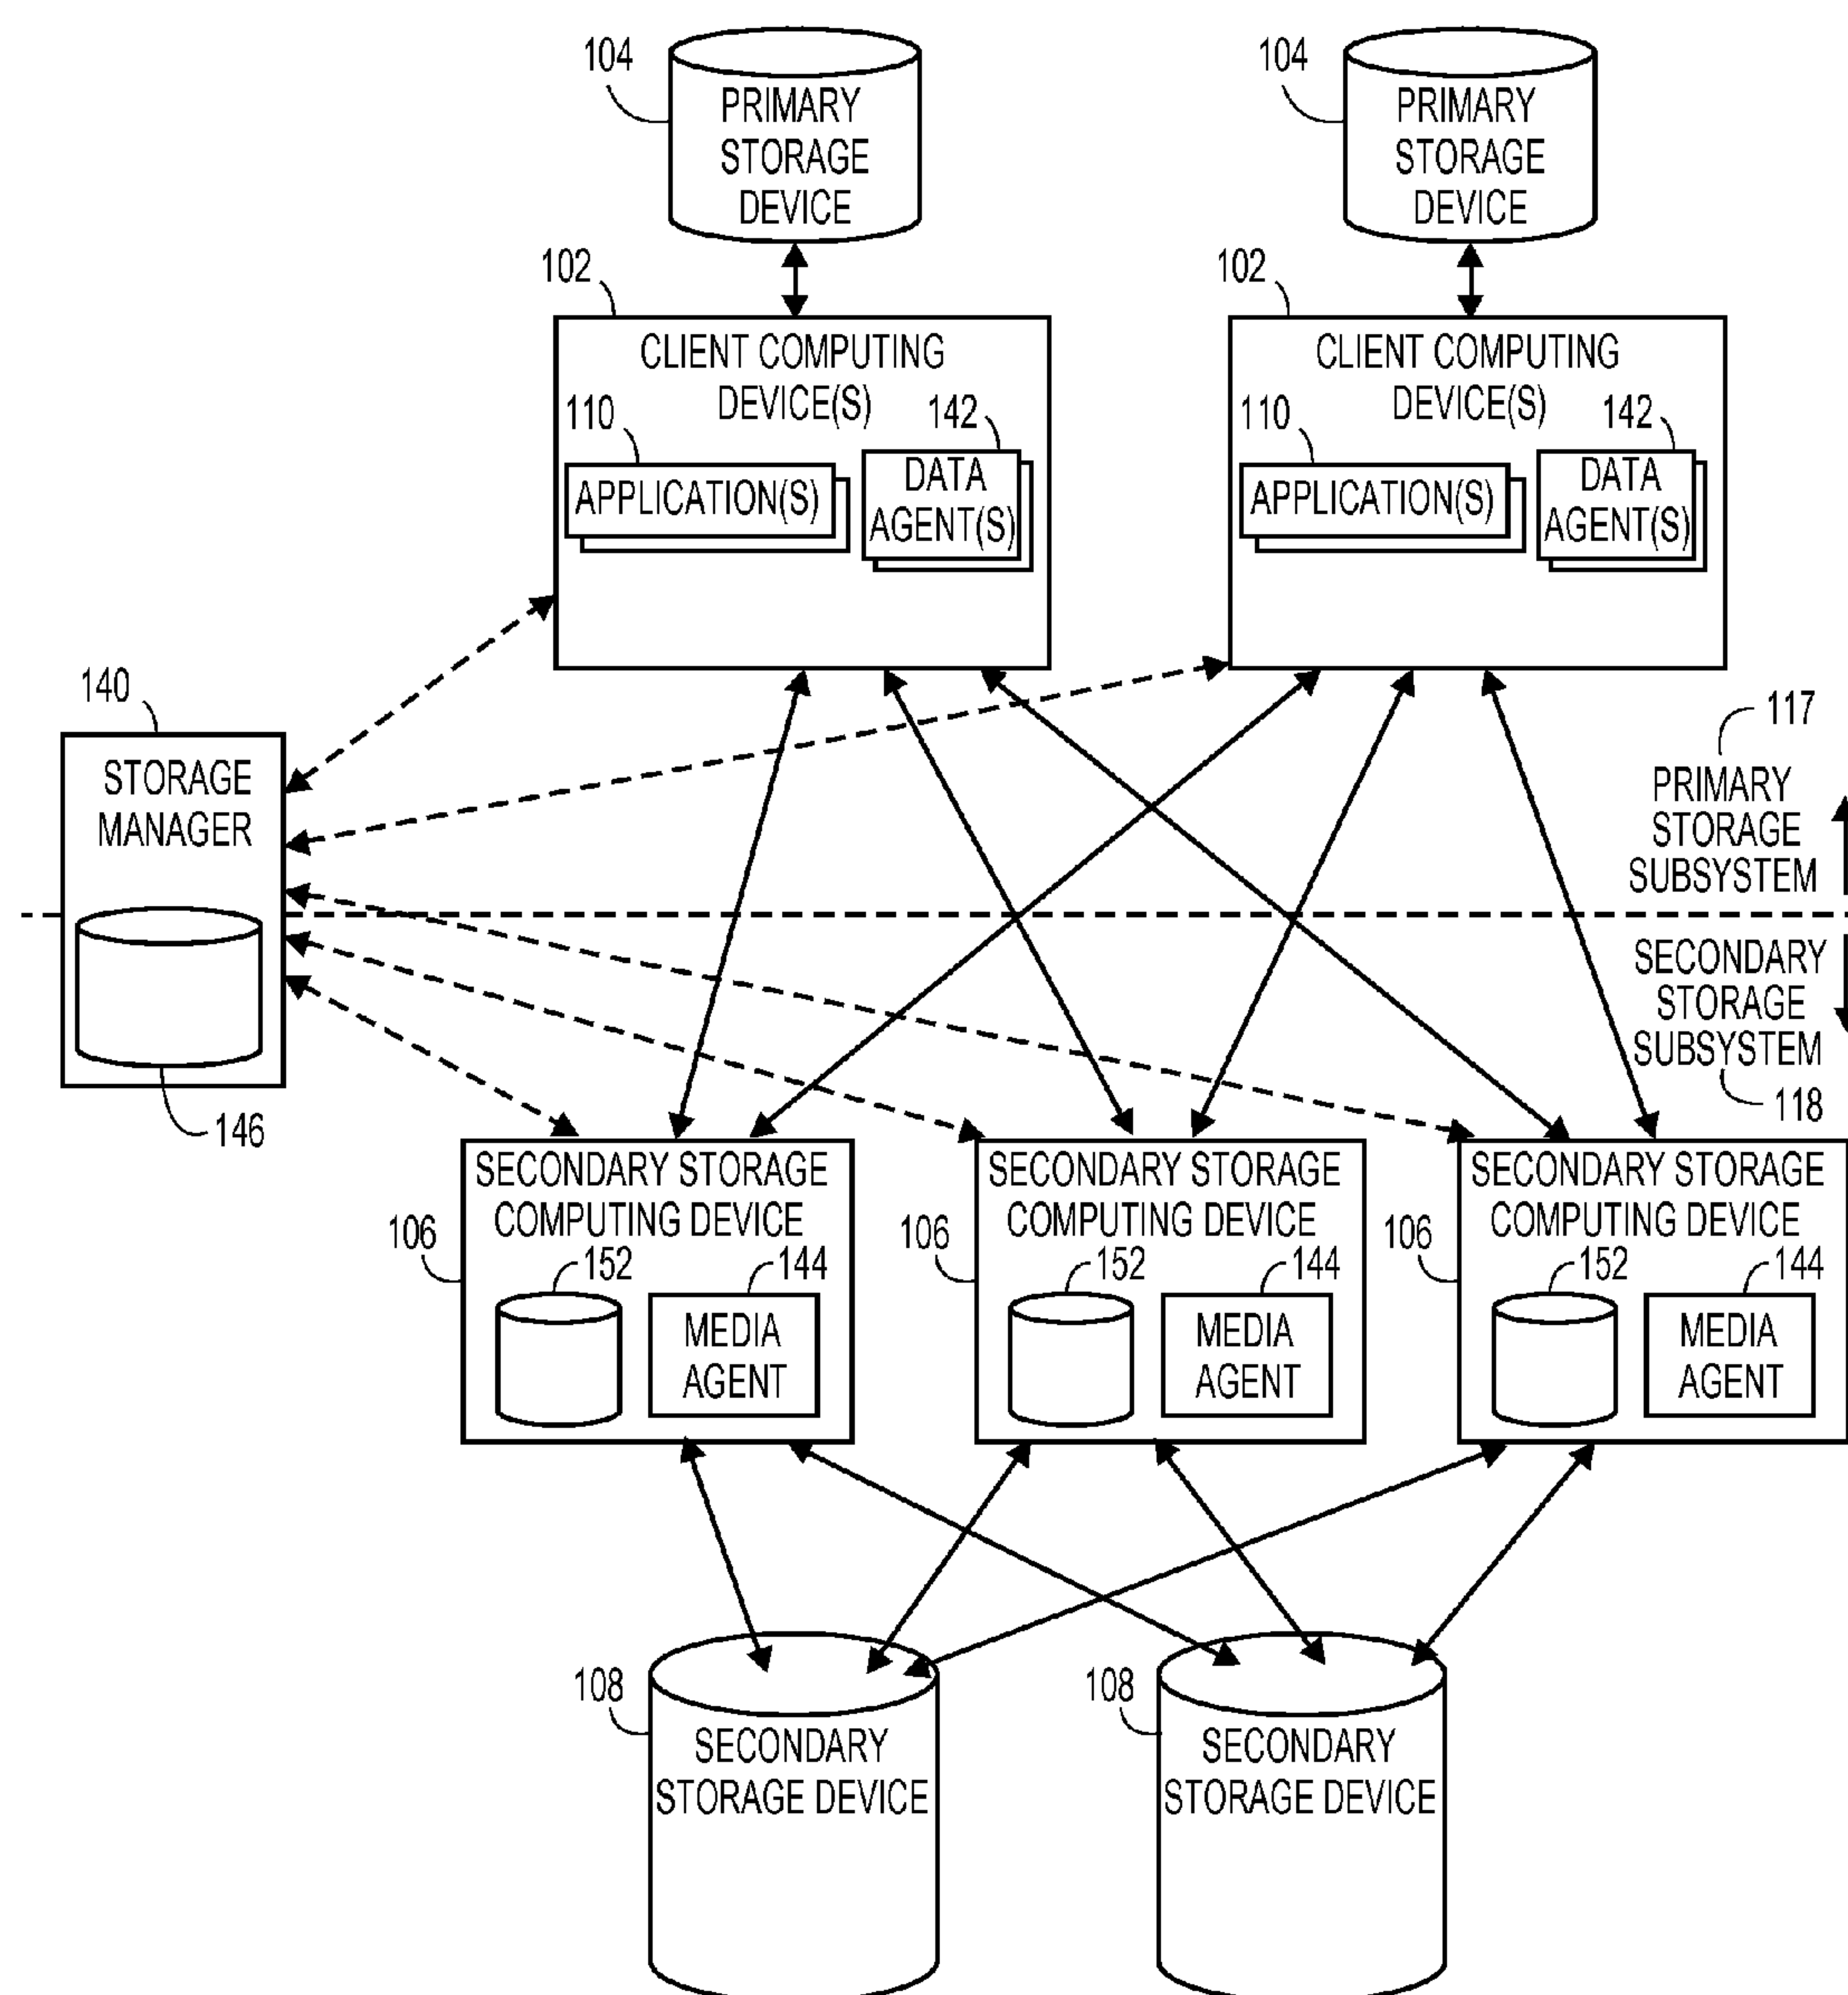 104
PRIMARY
STORAGE
DEVICE
104
PRIMARY
STORAGE
DEVICE
102
CLIENT COMPUTING
DEVICE(S)
110
APPLICATION(S)
142
DATA
AGENT(S)
102
CLIENT COMPUTING
DEVICE(S)
110
APPLICATION(S)
142
DATA
AGENT(S)
140
STORAGE
MANAGER
146
117
PRIMARY
STORAGE
SUBSYSTEM
SECONDARY
STORAGE
SUBSYSTEM
118
106
SECONDARY STORAGE
COMPUTING DEVICE
152
144
MEDIA
AGENT
106
SECONDARY STORAGE
COMPUTING DEVICE
152
144
MEDIA
AGENT
106
SECONDARY STORAGE
COMPUTING DEVICE
152
144
MEDIA
AGENT
108
SECONDARY
STORAGE DEVICE
108
SECONDARY
STORAGE DEVICE